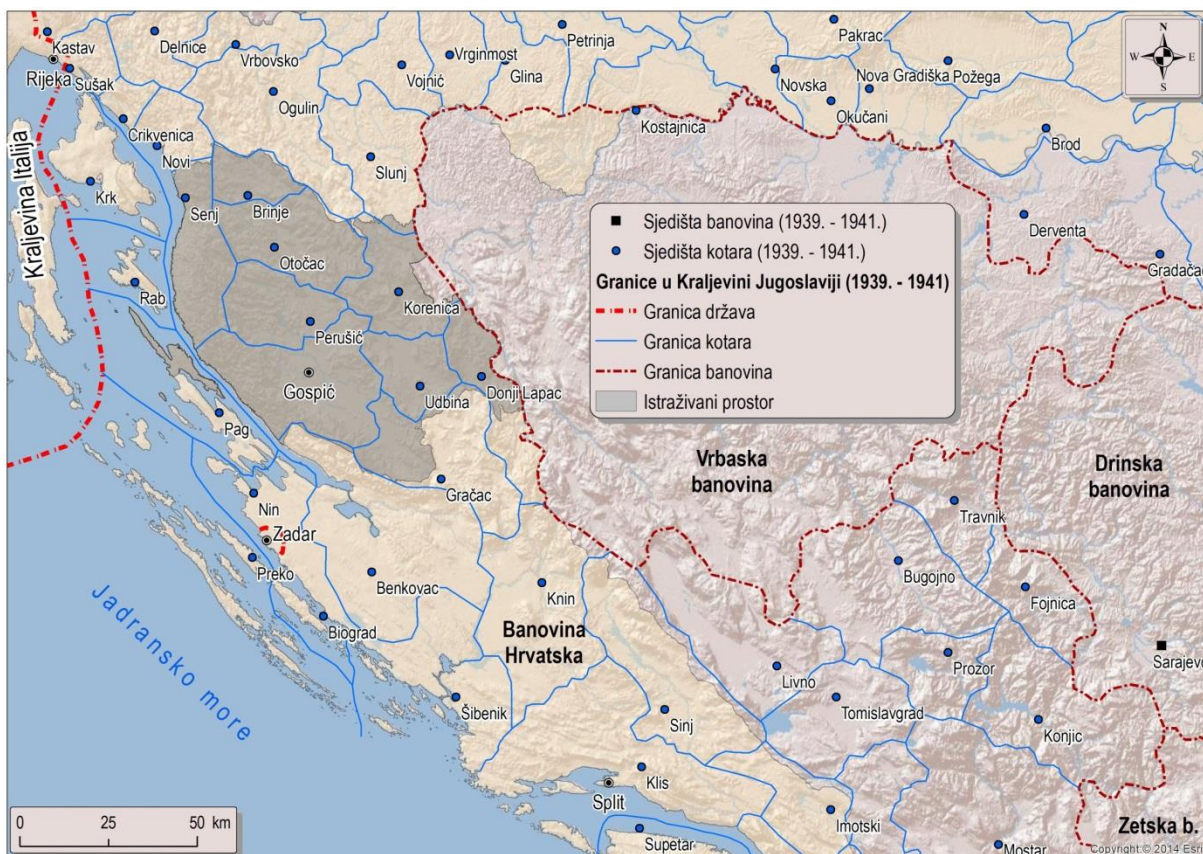 Kastav
Delnice
Vrbovsko
Vrginmost
Petrinja
Pakrac
N
W
E
S
Rijeka
Sušak
Vojnić
Glina
Novska
Nova Gradiška
Požega
Ogulin
Okučani
Kostajnica
Crikvenica
Novi
Brod
Kraljevina Italija
Slunj
Krk
Senj
Brinje
Otočac
Rab
Korenica
Perušić
Gospić
Udbina
Donji Lapac
Pag
Sjedišta banovina (1939. - 1941.)
Sjedišta kotara (1939. - 1941.)
Granice u Kraljevini Jugoslaviji (1939. - 1941)
Granica država
Granica kotara
Granica banovina
Istraživani prostor
Derventa
Gradačac
Vrbaska
banovina
Drinska
banovina
Gračac
Nin
Zadar
Preko
Benkovac
Biograd
Knin
Travnik
Bugojno
Fojnica
Jadransko more
Banovina
Hrvatska
Prozor
Sarajevo
Livno
Tomislavgrad
Šibenik
Sinj
Konjic
Klis
Split
Imotski
Zetska b.
Supetar
Mostar
0 25 50 km
Copyright:© 2014 Esri